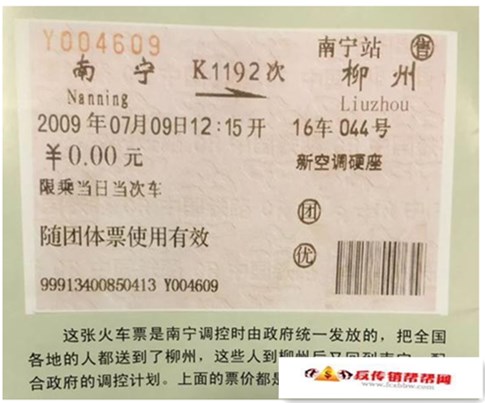 Y004609 南宁站 售
南宁 K1192次 柳州
Nanning Liuzhou
2009年07月09日12:15开 16车 044号
￥0.00元 新空调硬座
限乘当日当次车
团
随团体票使用有效
优
99913400850413 Y004609
这张火车票是南宁调控时由政府统一发放的，把全国
各地的人都送到了柳州，这些人到柳州后又回到南宁，配
合政府的调控计划。上面的票价都是
反传销帮帮网